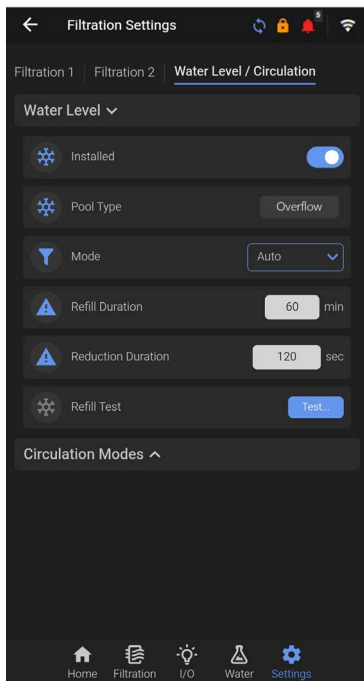 Filtration Settings
5
Filtration 1 Filtration 2 Water Level / Circulation
Water Level
Installed
Pool Type Overflow
Mode Auto
Refill Duration 60 min
Reduction Duration 120 sec
Refill Test Test...
Circulation Modes
Home Filtration I/O Water Settings